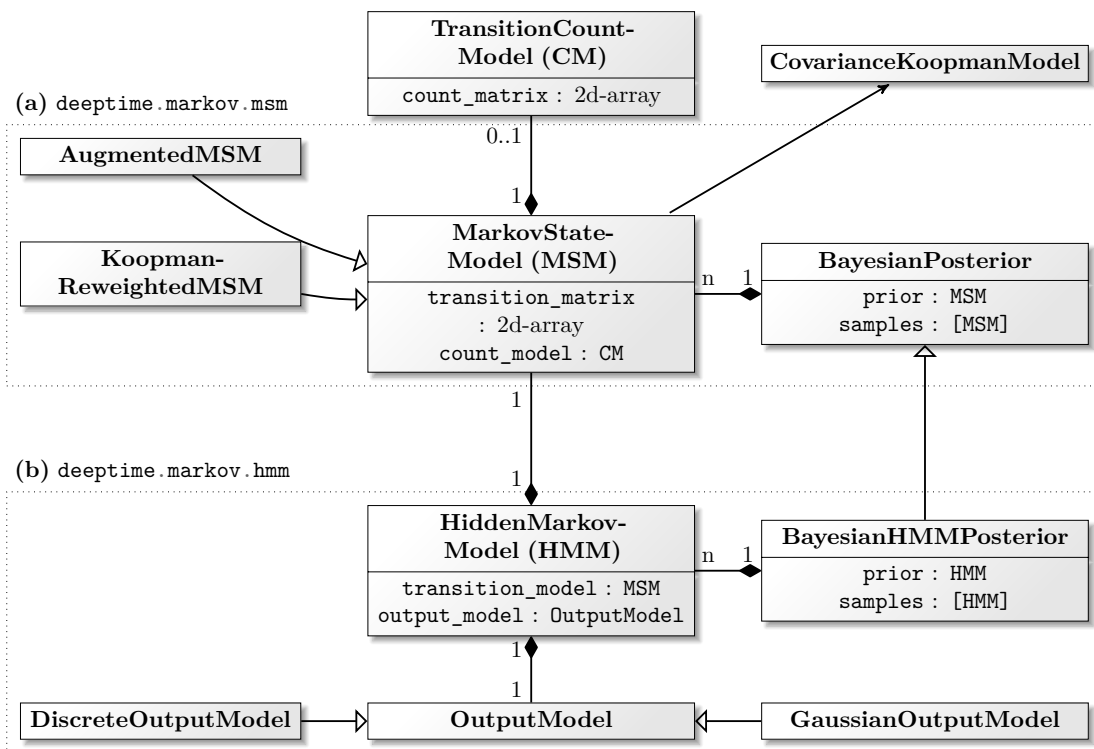 TransitionCount-
Model (CM)
count_matrix : 2d-array
CovarianceKoopmanModel
(a) deeptime.markov.msm
0..1
AugmentedMSM
1
MarkovState-
Model (MSM)
transition_matrix
: 2d-array
count_model : CM
Koopman-
ReweightedMSM
n
1
BayesianPosterior
prior : MSM
samples : [MSM]
1
(b) deeptime.markov.hmm
1
HiddenMarkov-
Model (HMM)
transition_model : MSM
output_model : OutputModel
n
1
BayesianHMMPosterior
prior : HMM
samples : [HMM]
1
1
DiscreteOutputModel
OutputModel
GaussianOutputModel